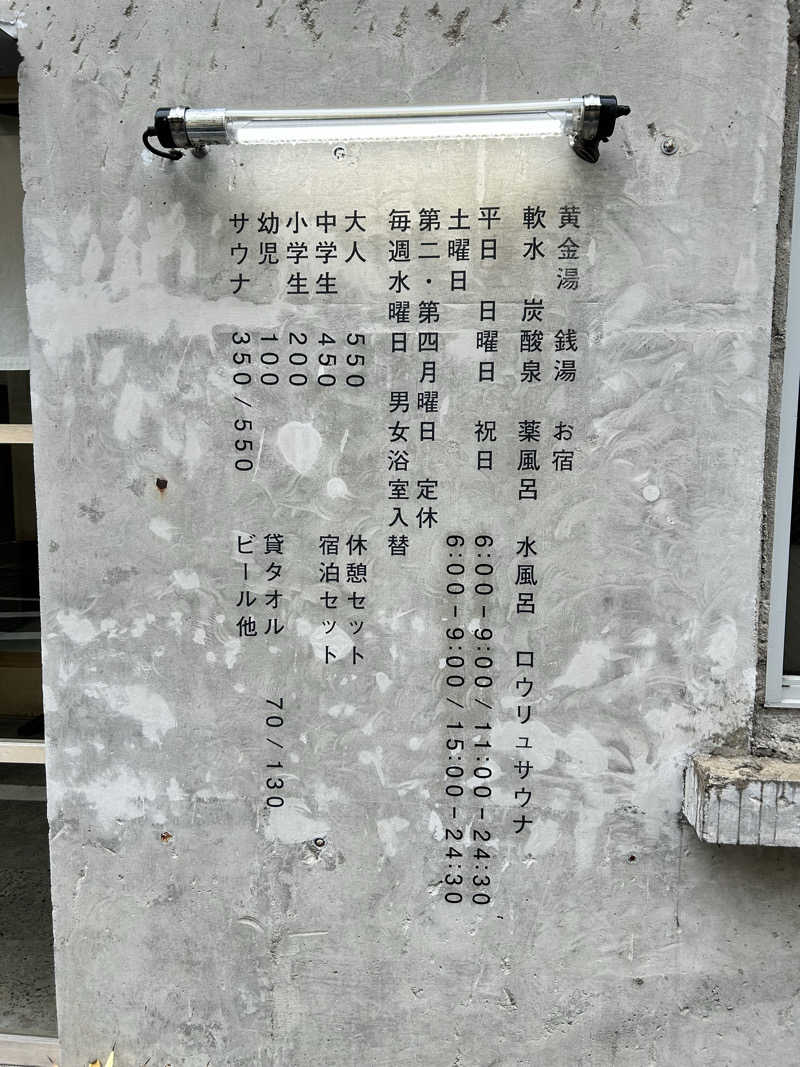 黄金湯　銭湯　お宿
軟水　炭酸泉　薬風呂　水風呂　ロウリュサウナ
平日　日曜日　祝日　6:00-9:00/11:00-24:30
土曜日　6:00-9:00/15:00-24:30
第二・第四月曜日　定休
毎週水曜日　男女浴室入替
大人　550　休憩セット
中学生　450　宿泊セット
小学生　200
幼児　100　貸タオル　70/130
サウナ　350/550　ビール他